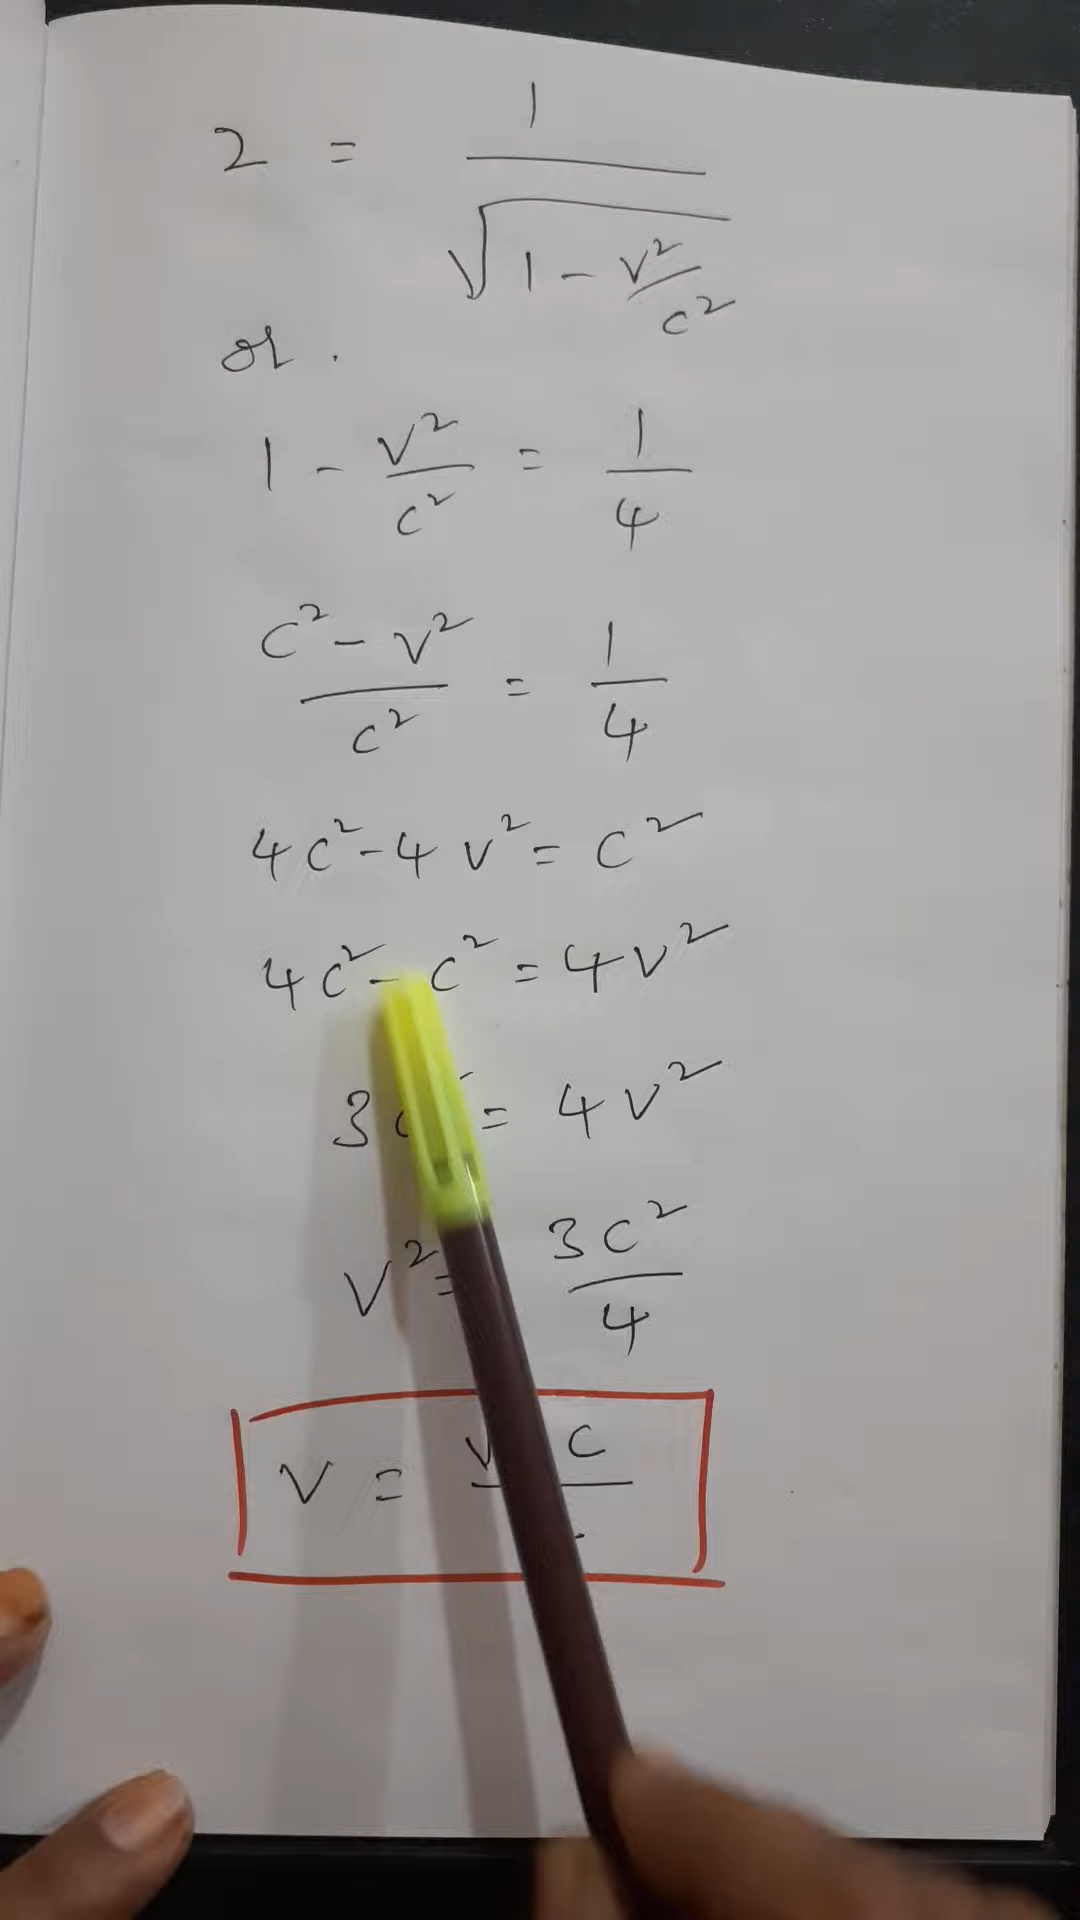 2 = 1/√(1 - v²/c²)
or.
1 - v²/c² = 1/4
(c² - v²)/c² = 1/4
4c² - 4v² = c²
4c² - c² = 4v²
3 = 4v²
v² = 3c²/4
v = c